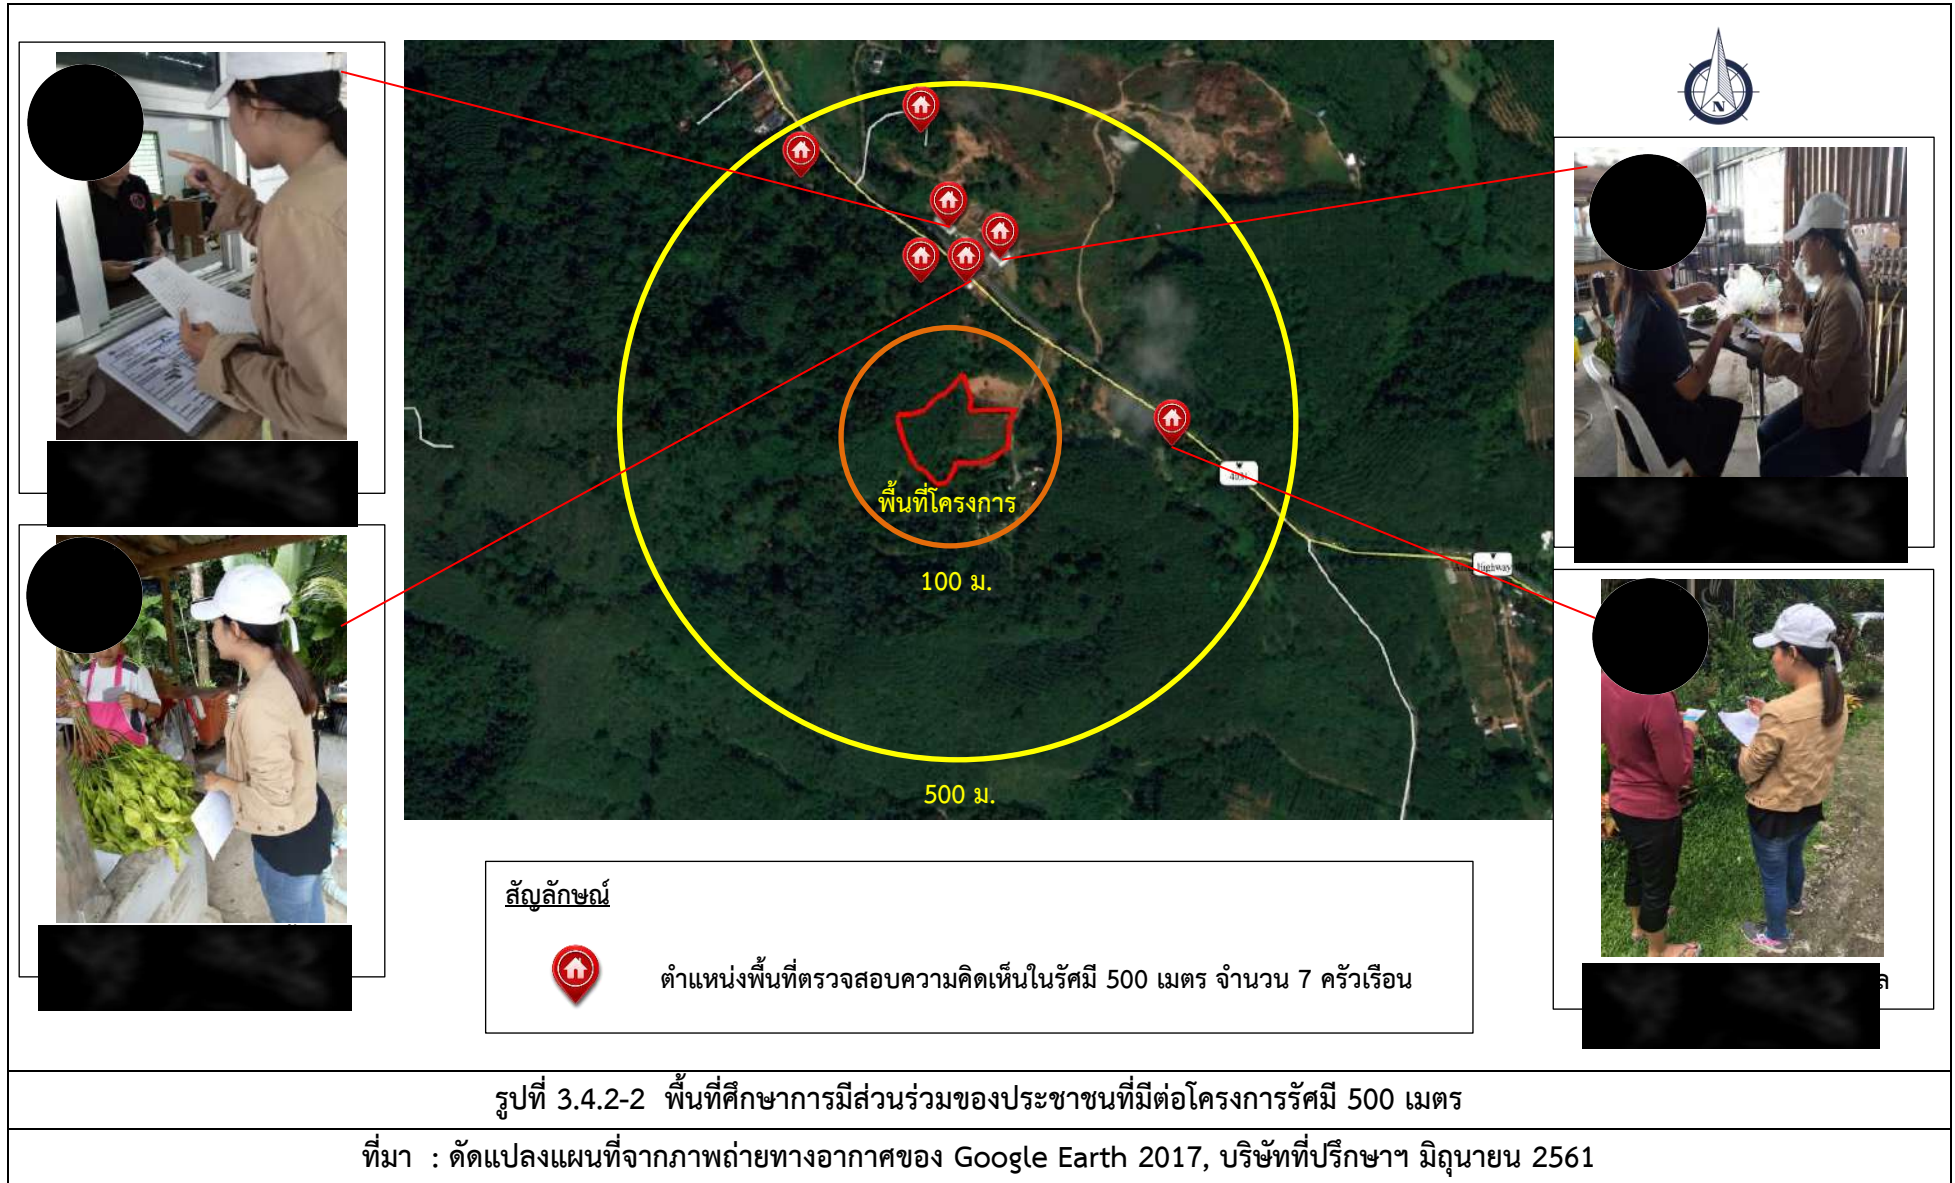 N
พื้นที่โครงการ
100 ม.
500 ม.
สัญลักษณ์
ตำแหน่งพื้นที่ตรวจสอบความคิดเห็นในรัศมี 500 เมตร จำนวน 7 ครัวเรือน
ล
รูปที่ 3.4.2-2 พื้นที่ศึกษาการมีส่วนร่วมของประชาชนที่มีต่อโครงการรัศมี 500 เมตร
ที่มา : ดัดแปลงแผนที่จากภาพถ่ายทางอากาศของ Google Earth 2017, บริษัทที่ปรึกษาฯ มิถุนายน 2561